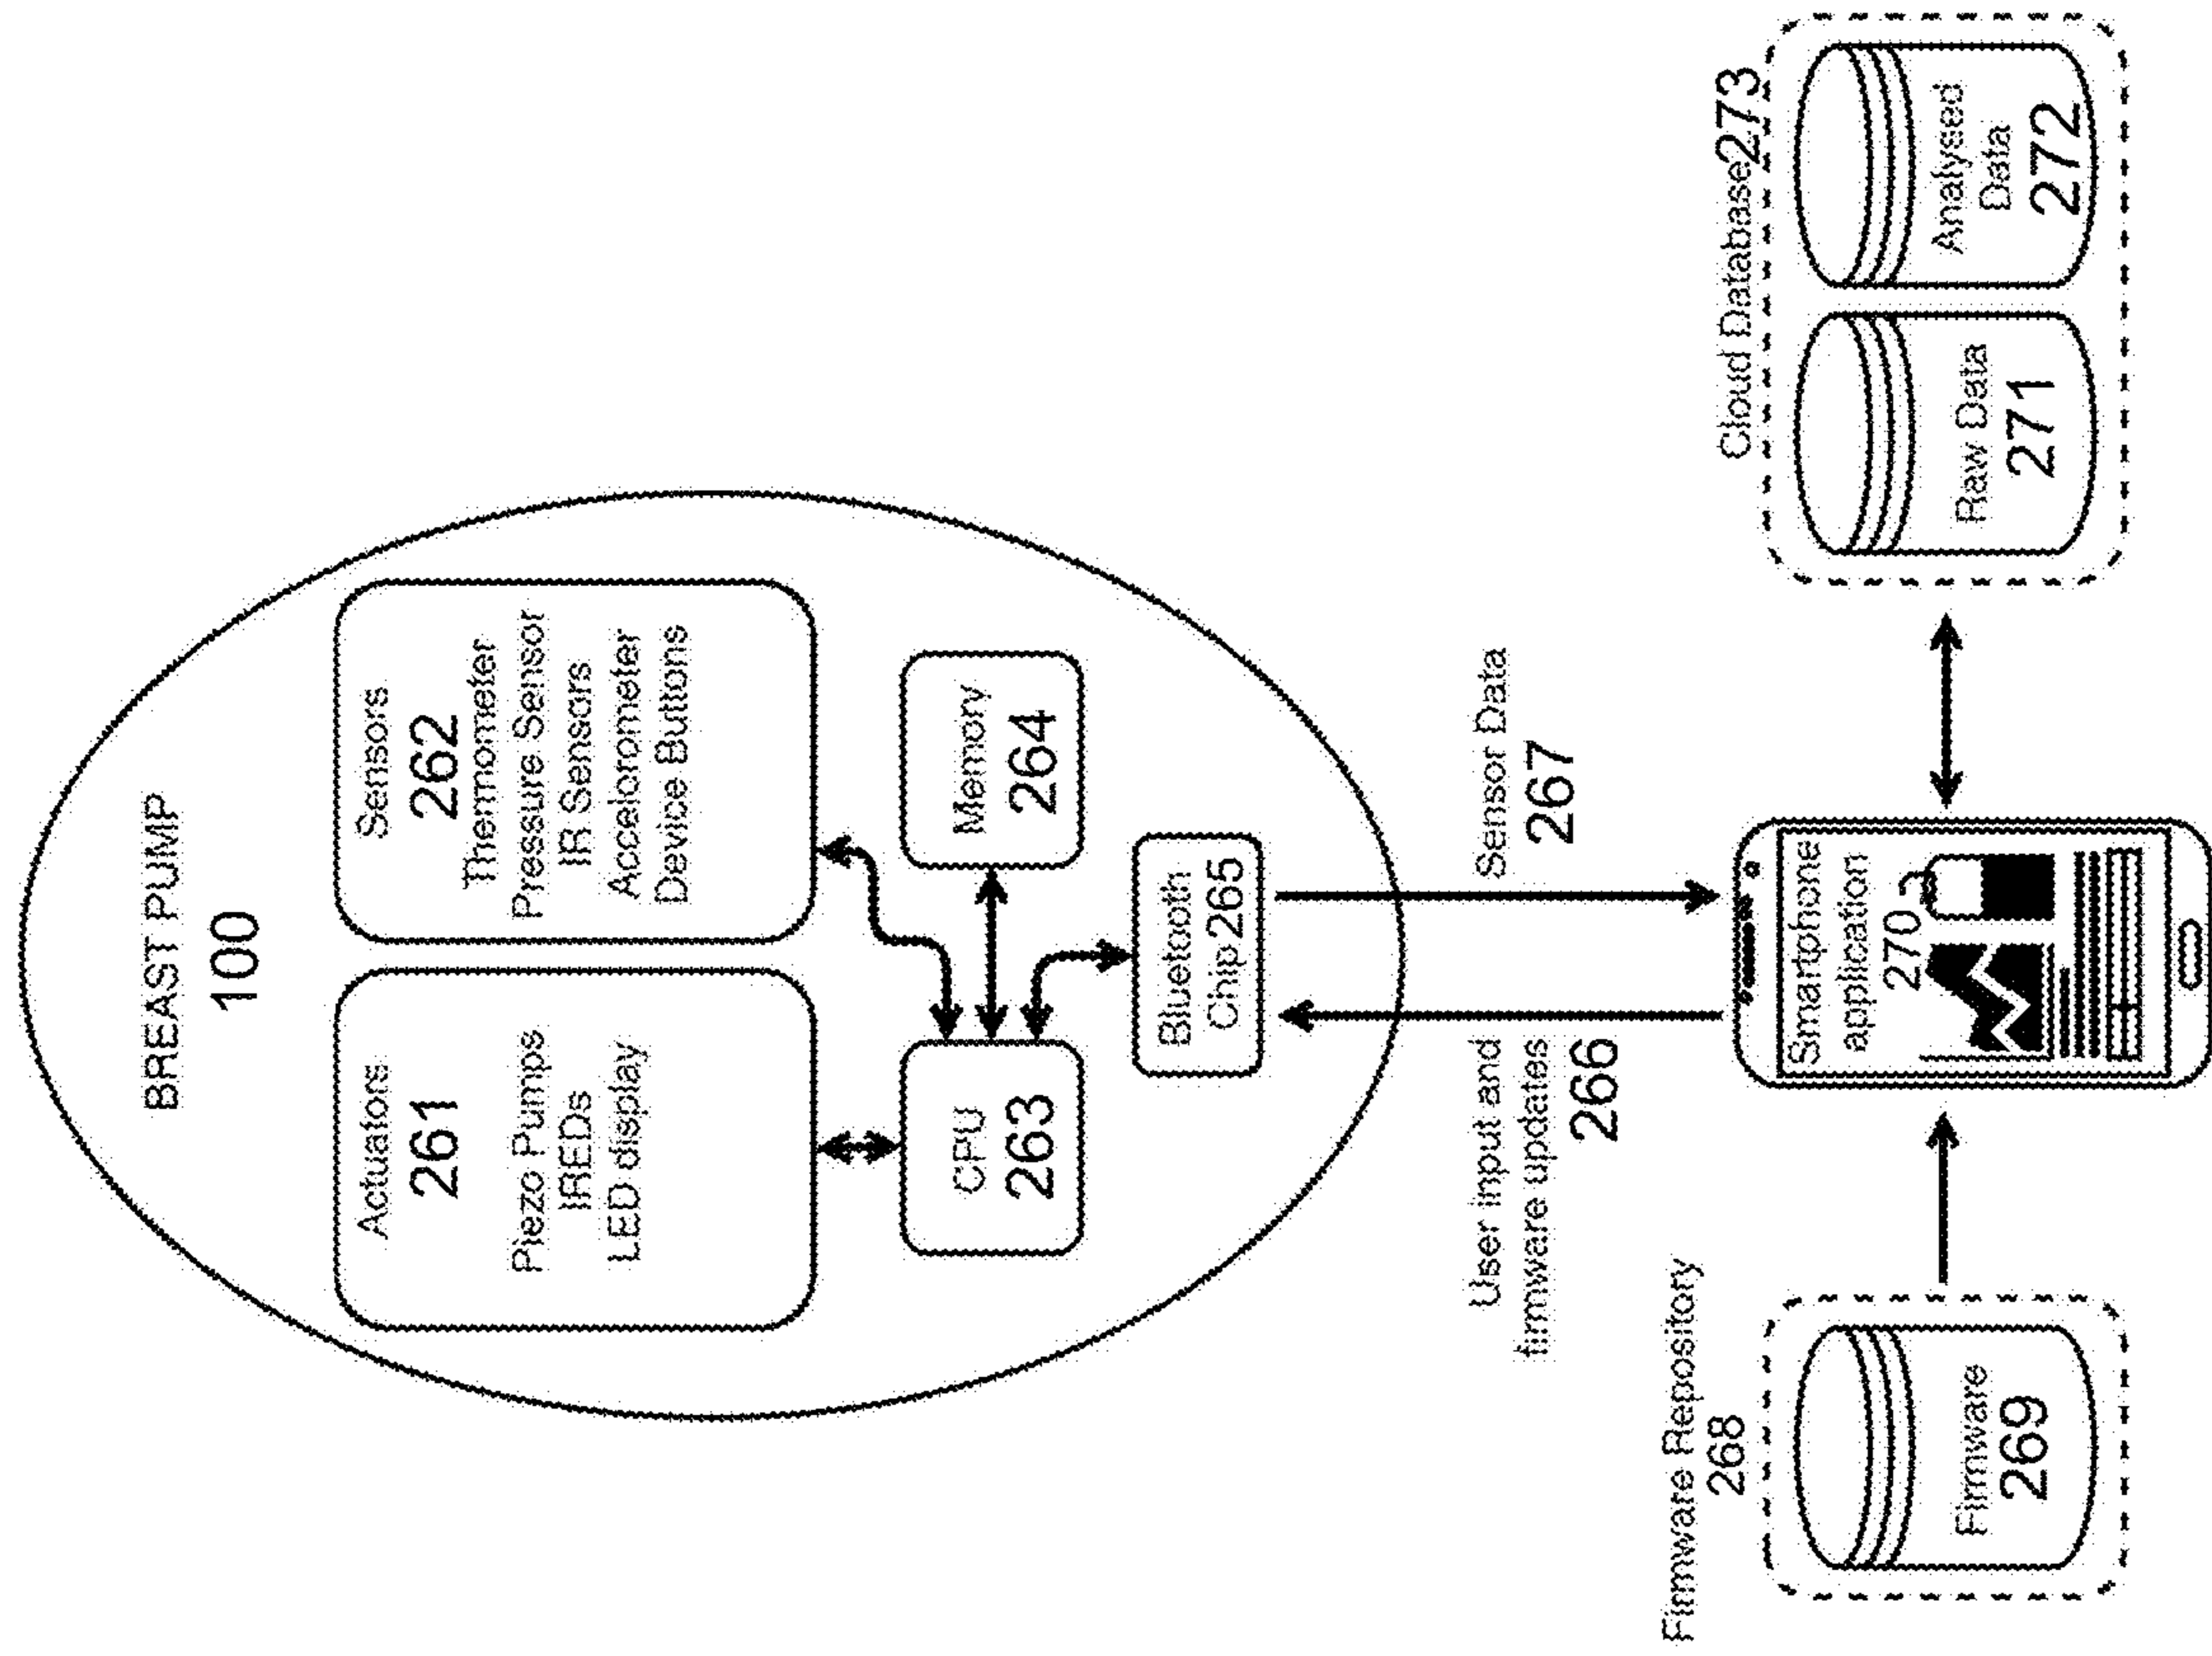 BREAST PUMP
100
Actuators
261
Piezo Pumps
IREDs
LED display
Sensors
262
Thermometer
Pressure Sensor
IR Sensors
Accelerometer
Device Buttons
CPU
263
Memory
264
Bluetooth
Chip 265
User input and
firmware updates
266
Sensor Data
267
Firmware Repository
268
Firmware
269
Smartphone
application
270
Cloud Database 273
Raw Data
271
Analysed
Data
272